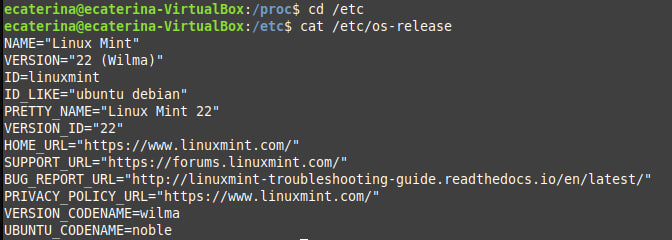 ecaterina@ecaterina-VirtualBox:/proc$ cd /etc
ecaterina@ecaterina-VirtualBox:/etc$ cat /etc/os-release
NAME="Linux Mint"
VERSION="22 (Wilma)"
ID=linuxmint
ID_LIKE="ubuntu debian"
PRETTY_NAME="Linux Mint 22"
VERSION_ID="22"
HOME_URL="https://www.linuxmint.com/"
SUPPORT_URL="https://forums.linuxmint.com/"
BUG_REPORT_URL="http://linuxmint-troubleshooting-guide.readthedocs.io/en/latest/"
PRIVACY_POLICY_URL="https://www.linuxmint.com/"
VERSION_CODENAME=wilma
UBUNTU_CODENAME=noble